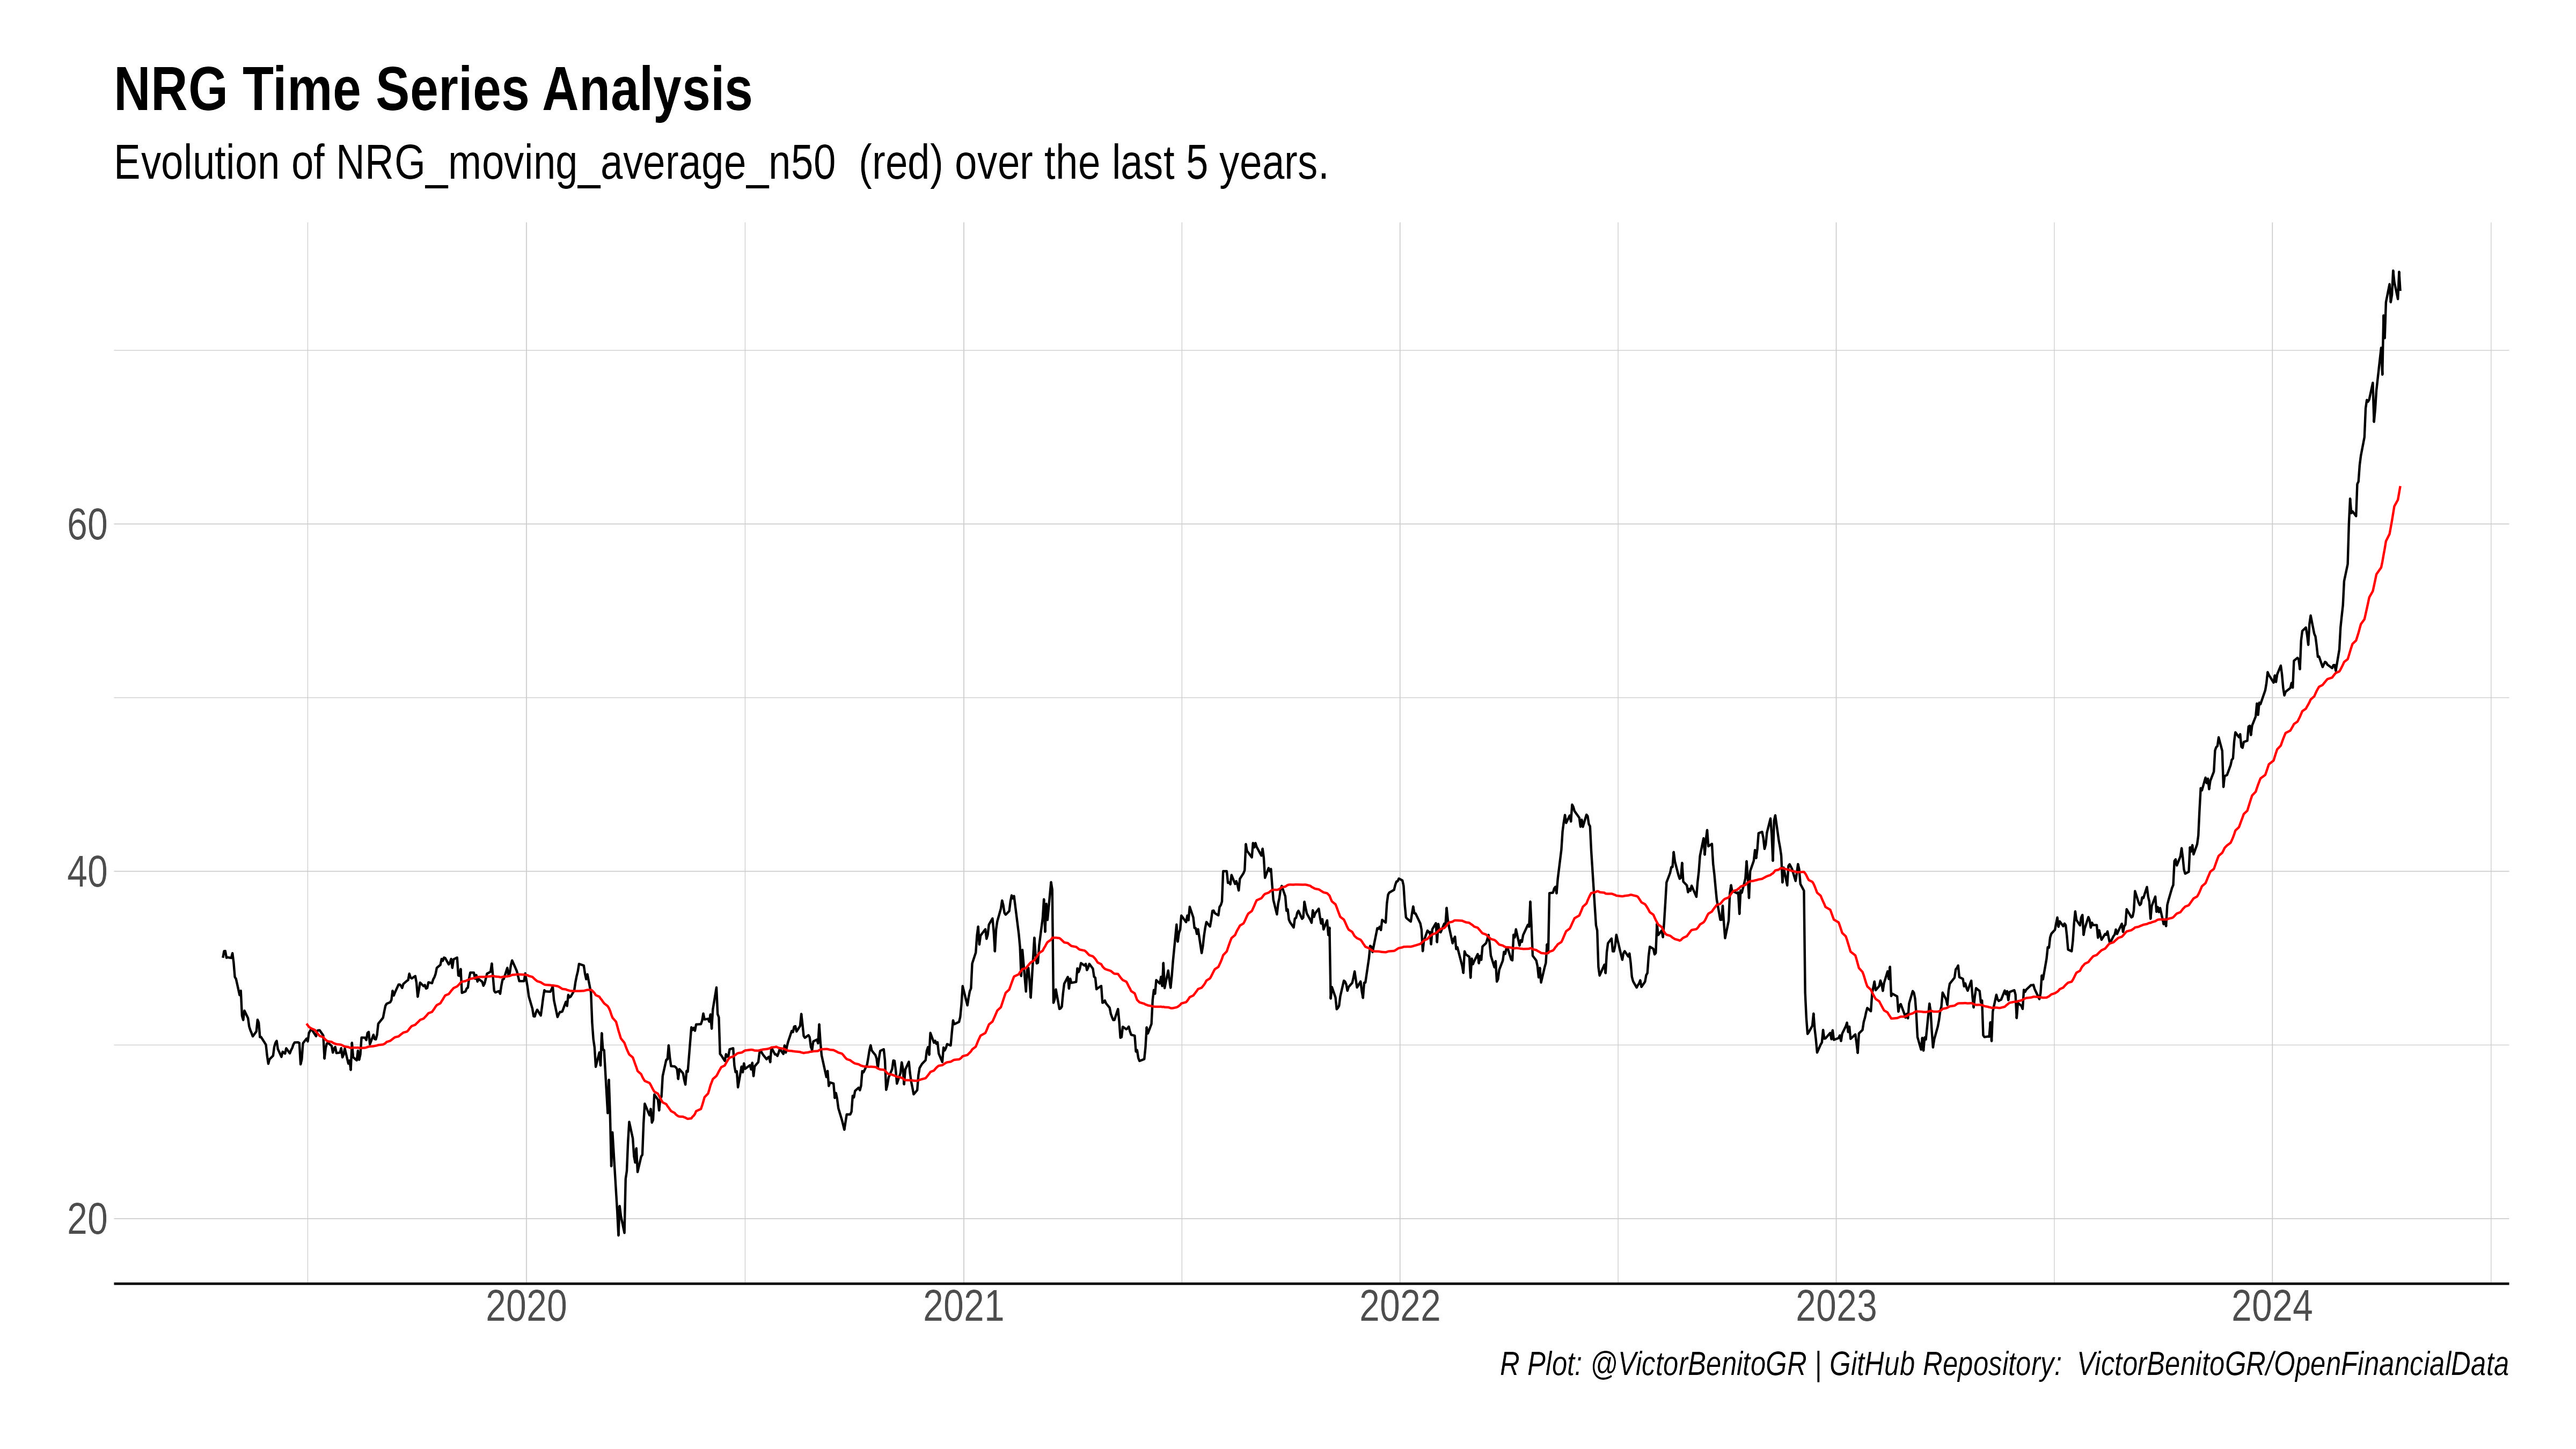 NRG Time Series Analysis
Evolution of NRG_moving_average_n50  (red) over the last 5 years.
60
40
20
2020 2021 2022 2023 2024
R Plot: @VictorBenitoGR | GitHub Repository:  VictorBenitoGR/OpenFinancialData